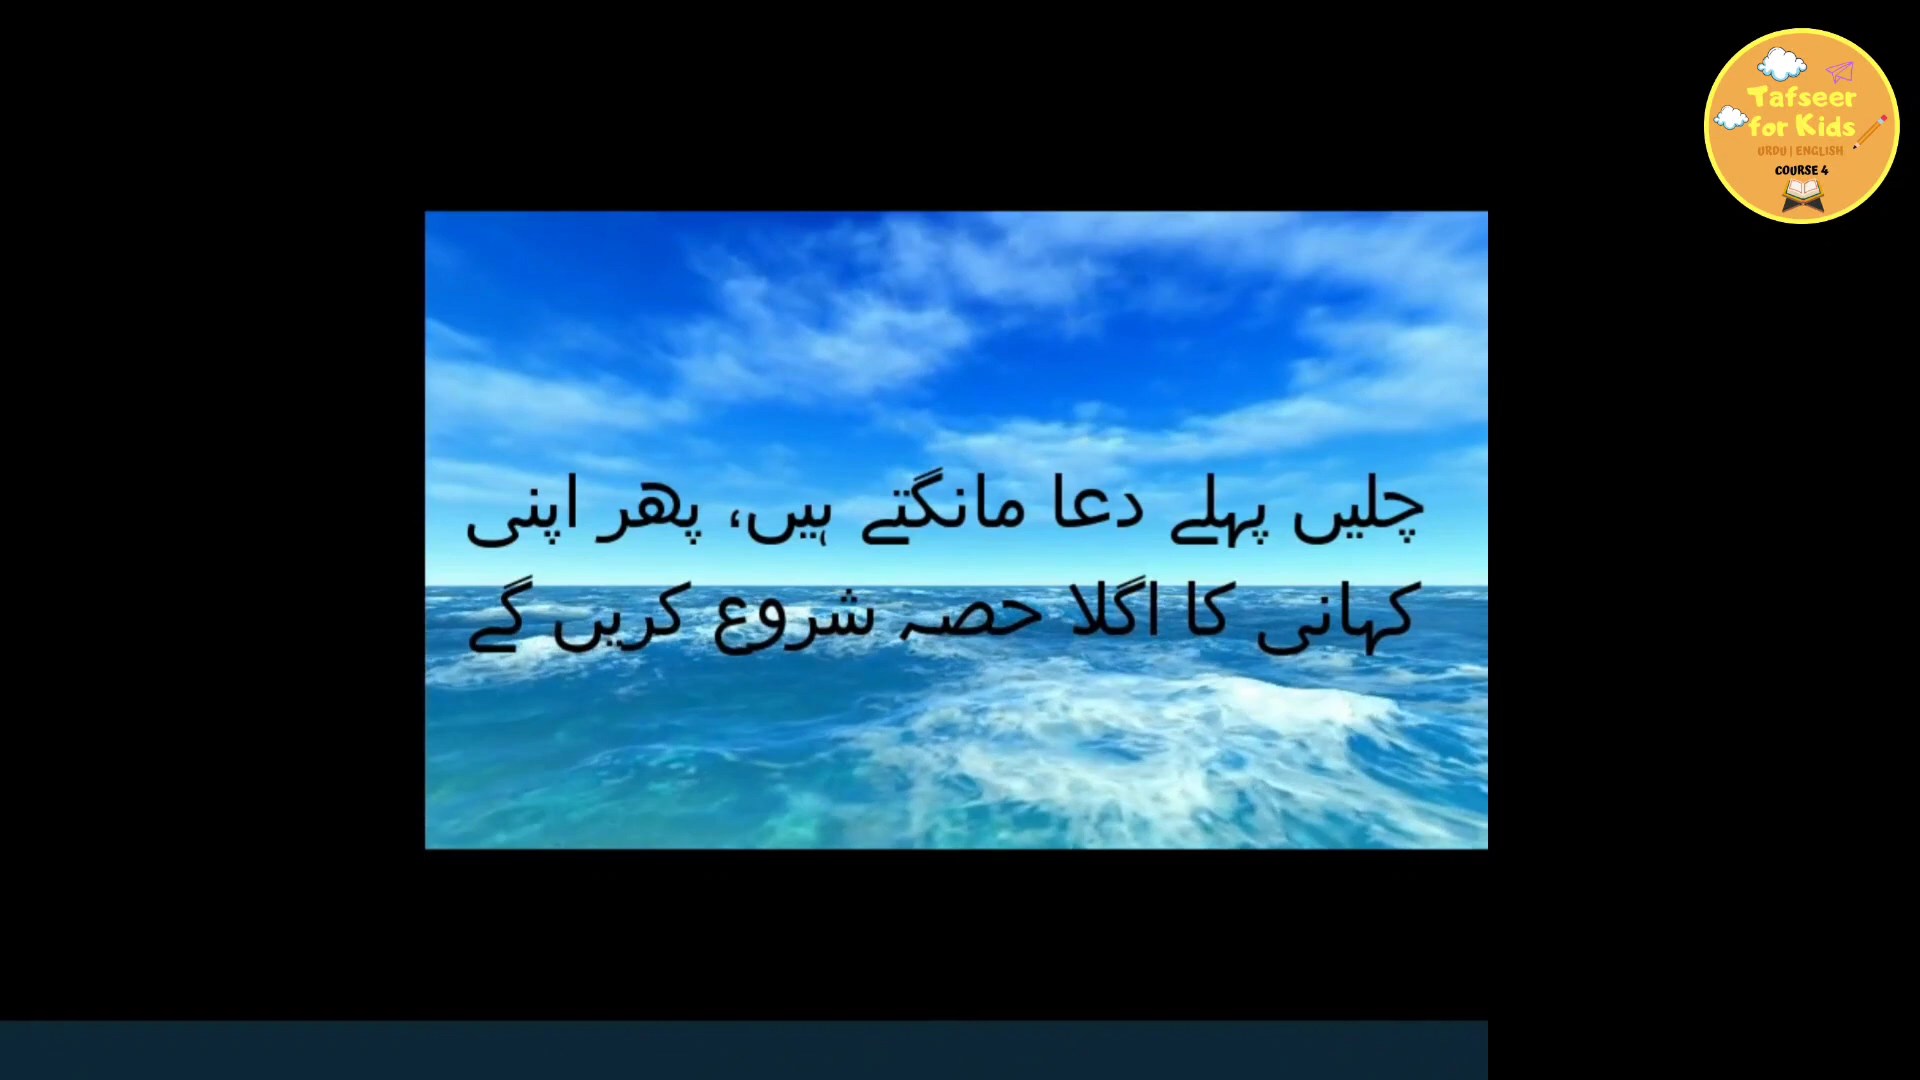 Tafseer
for Kids
URDU | ENGLISH
COURSE 4
چلیں پہلے دعا مانگتے ہیں، پھر اپنی
کہانی کا اگلا حصہ شروع کریں گے